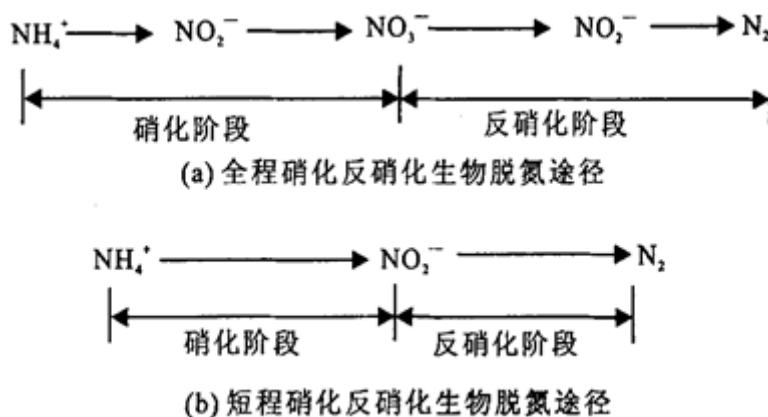 NH₄⁺ NO₂⁻ NO₃⁻ NO₂⁻ N₂
硝化阶段 反硝化阶段
(a) 全程硝化反硝化生物脱氮途径
NH₄⁺ NO₂⁻ N₂
硝化阶段 反硝化阶段
(b) 短程硝化反硝化生物脱氮途径